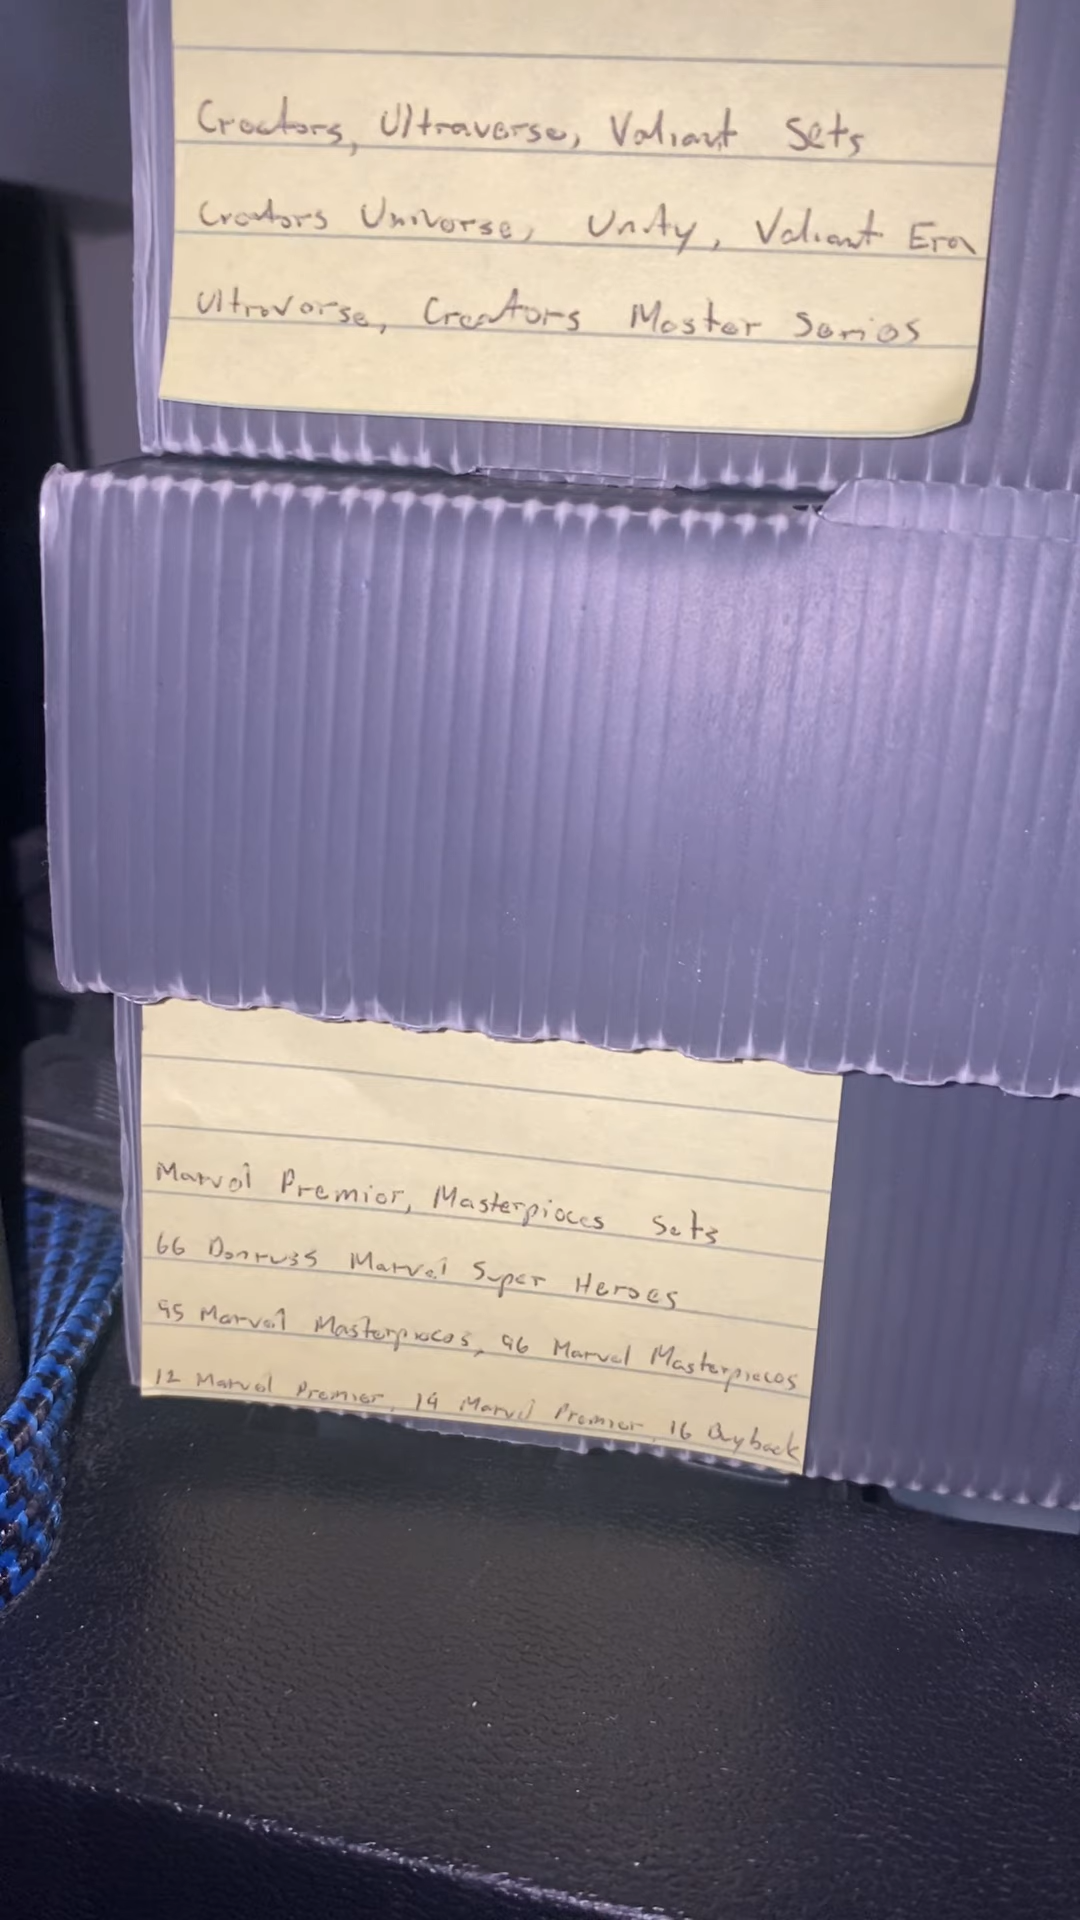 Creators, Ultraverse, Valiant Sets
Creators Universe, Unity, Valiant Era
Ultraverse, Creators Master Series
Marvel Premier, Masterpieces Sets
66 Donruss Marvel Super Heroes
95 Marvel Masterpieces, 96 Marvel Masterpieces
12 Marvel Premier, 14 Marvel Premier, 16 Buyback